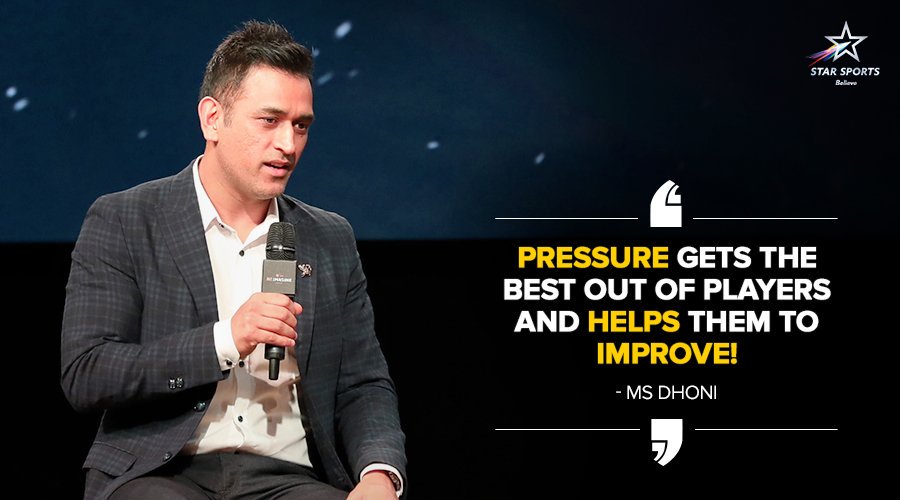 STAR SPORTS
Believe
PRESSURE GETS THE
BEST OUT OF PLAYERS
AND HELPS THEM TO
IMPROVE!
- MS DHONI